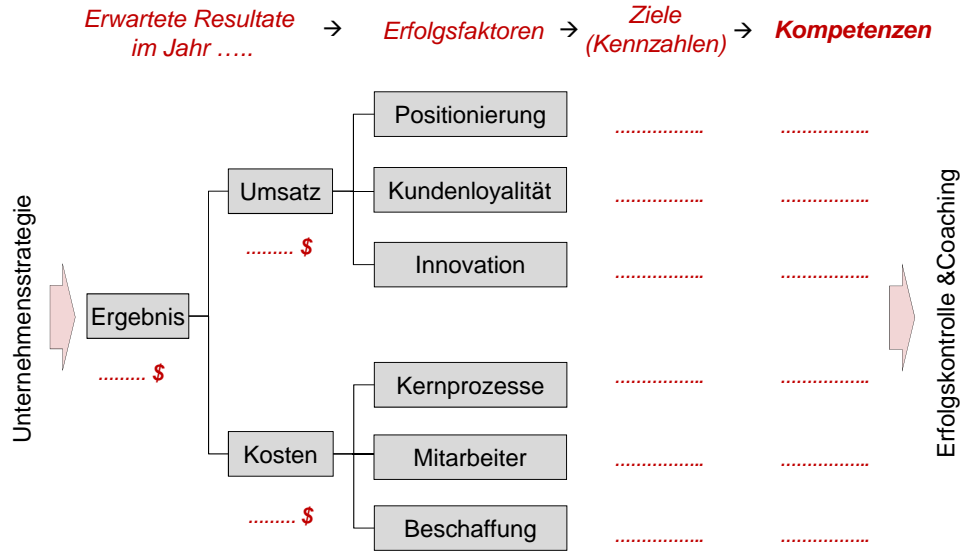 Erwartete Resultate
im Jahr …..
→
Erfolgsfaktoren
→
Ziele
(Kennzahlen)
→
Kompetenzen
Unternehmensstrategie
Ergebnis
......... $
Umsatz
......... $
Kosten
......... $
Positionierung
.................
.................
Kundenloyalität
.................
.................
Innovation
.................
.................
Kernprozesse
.................
.................
Mitarbeiter
.................
.................
Beschaffung
.................
.................
Erfolgskontrolle &Coaching